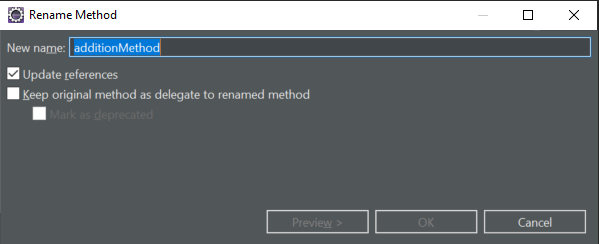 Rename Method
New name: additionMethod
Update references
Keep original method as delegate to renamed method
Mark as deprecated
Preview > OK Cancel